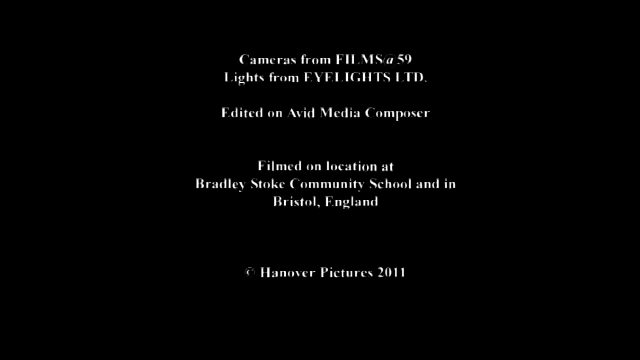 Cameras from FILMS@59
Lights from EYELIGHTS LTD.
Edited on Avid Media Composer
Filmed on location at
Bradley Stoke Community School and in
Bristol, England
© Hanover Pictures 2011